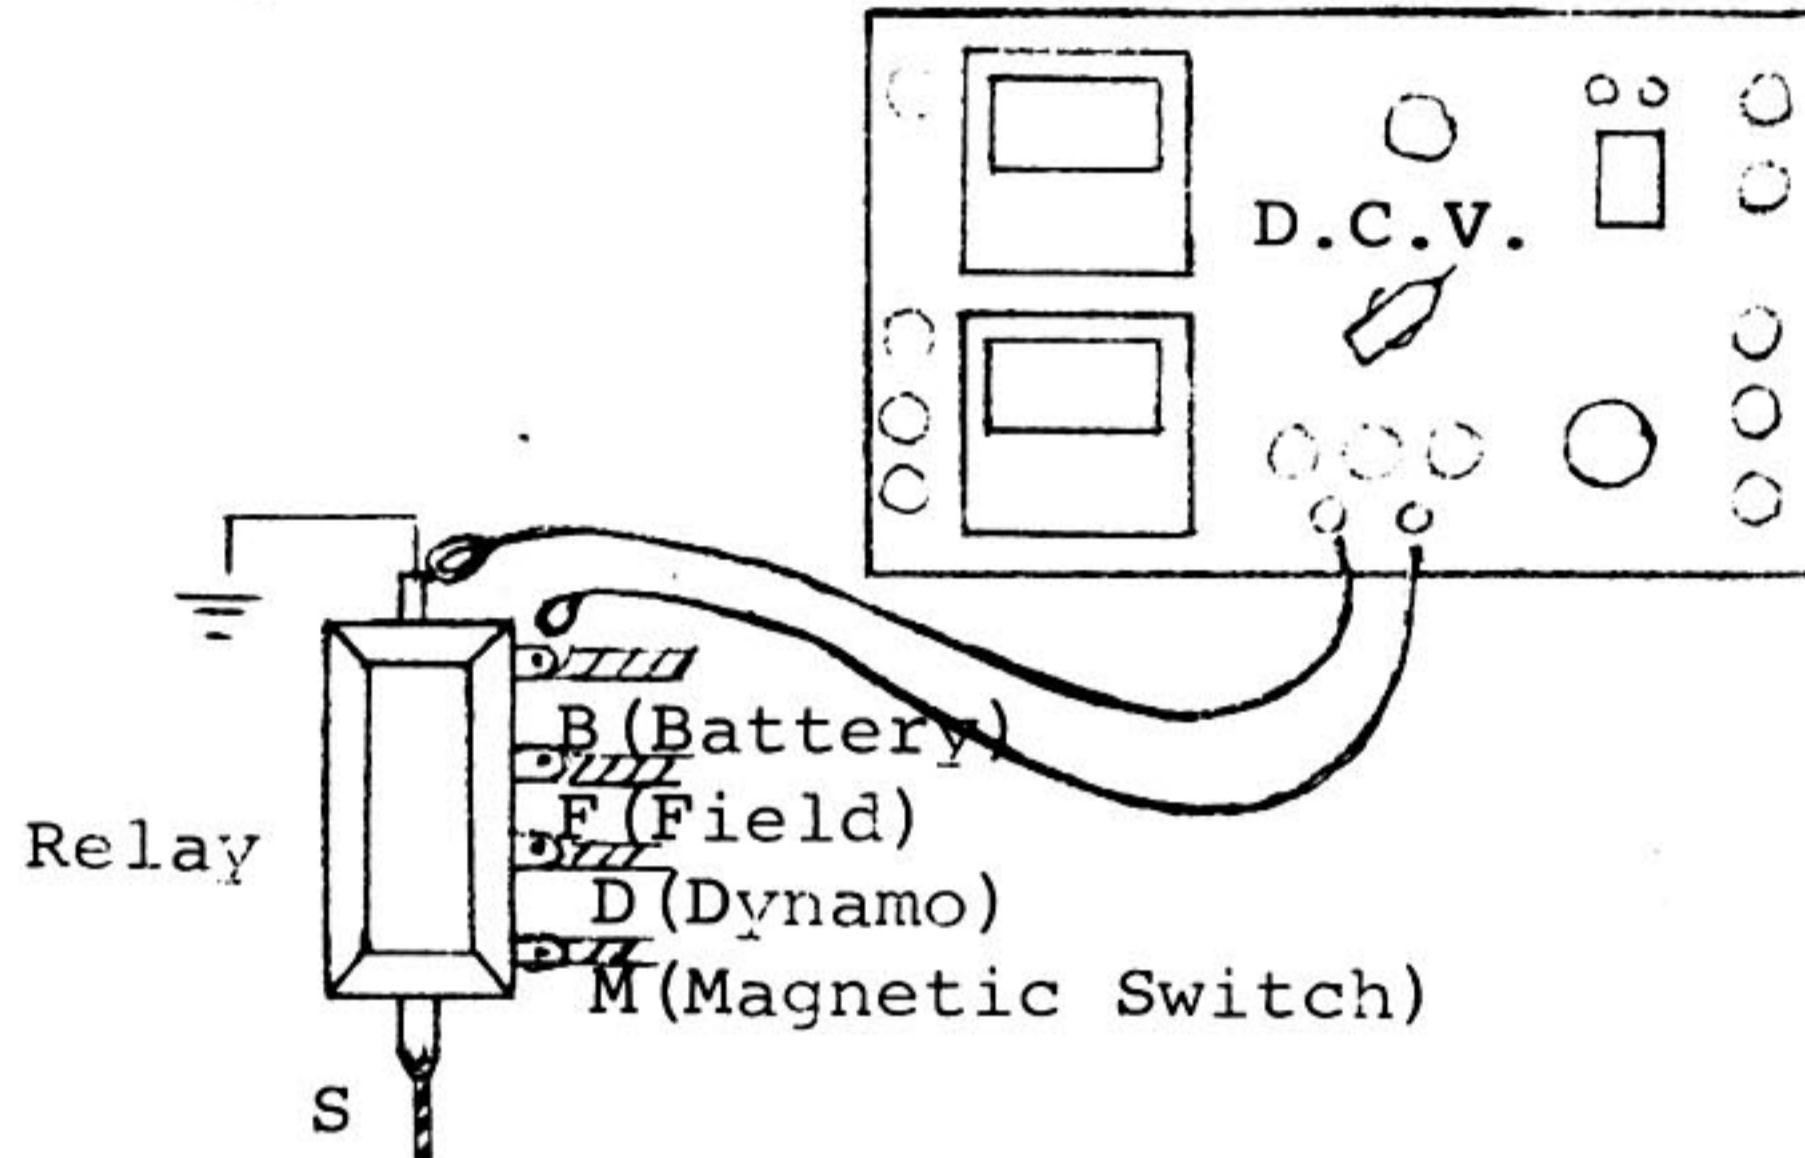 D.C.V.
B(Battery)
F(Field)
Relay
D(Dynamo)
M(Magnetic Switch)
S